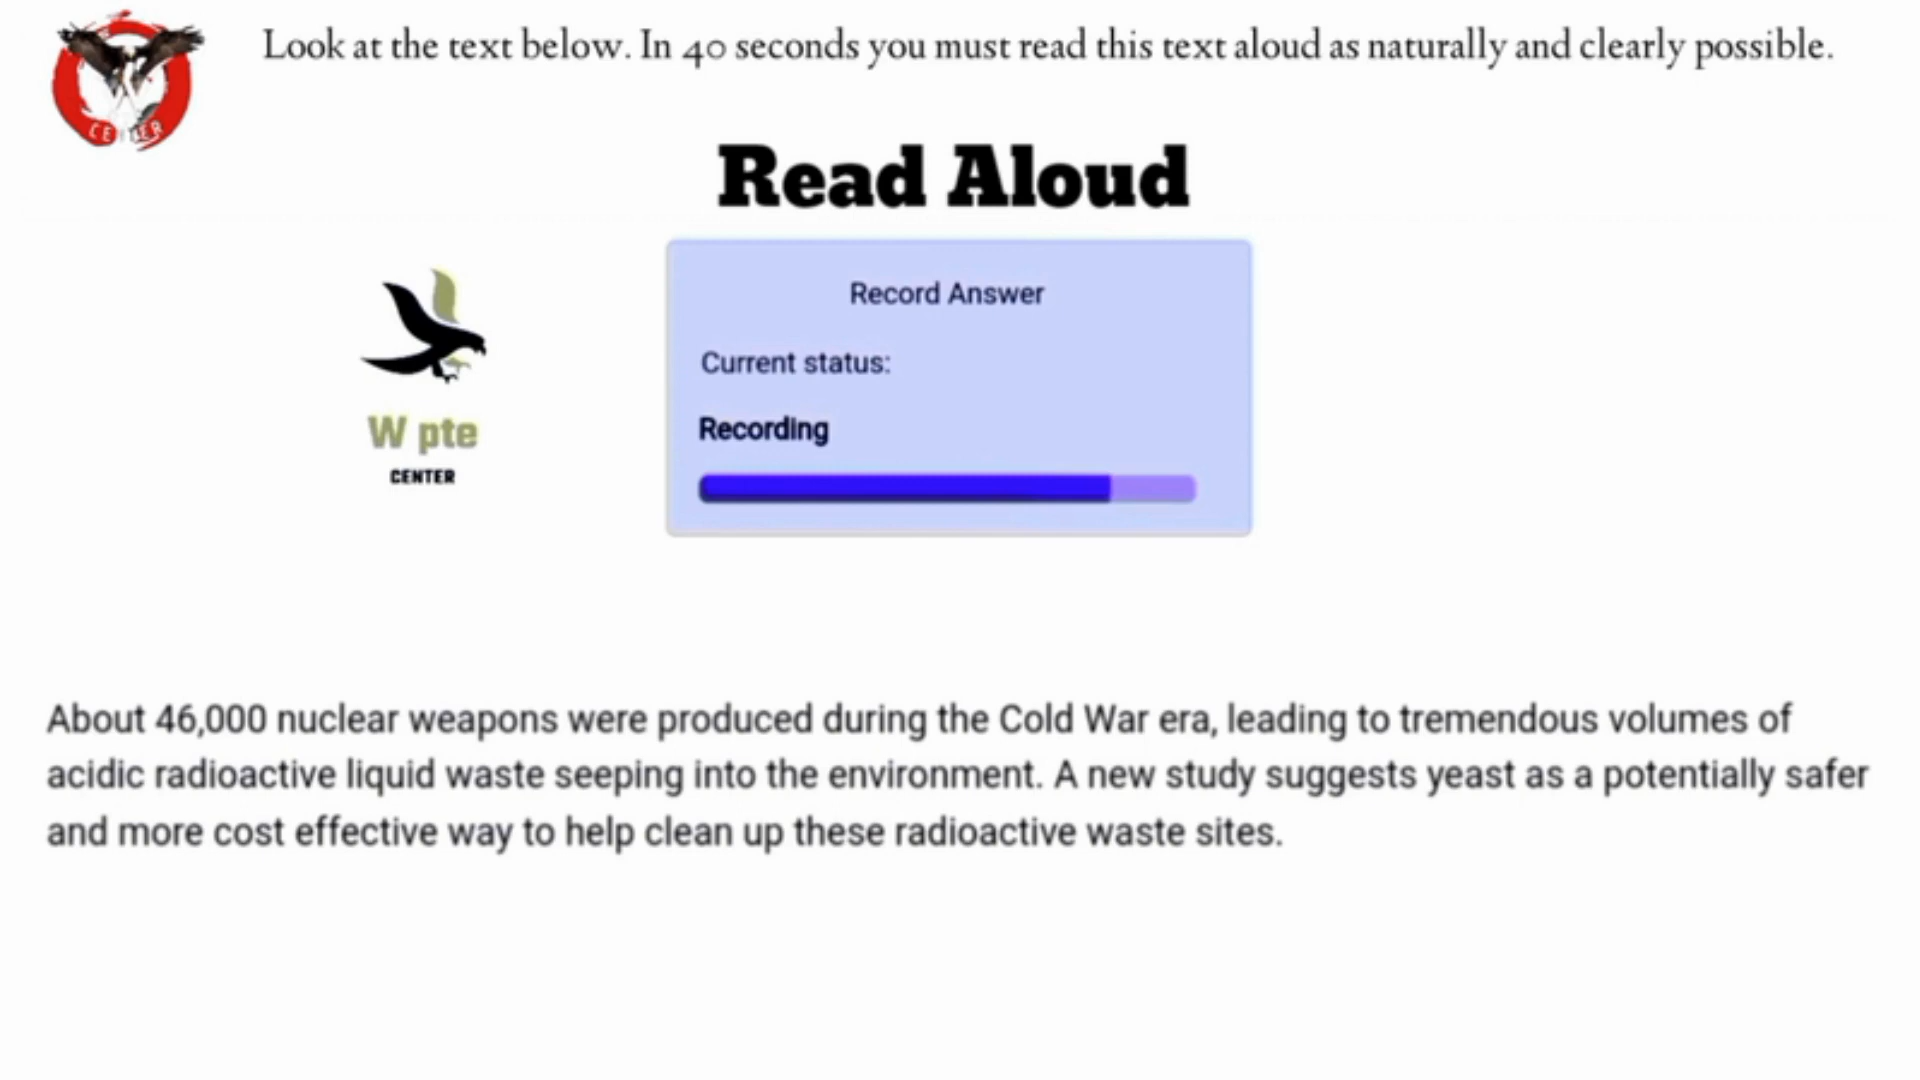 Look at the text below. In 40 seconds you must read this text aloud as naturally and clearly possible.
CENTER
Read Aloud
Record Answer
Current status:
Recording
W pte
CENTER
About 46,000 nuclear weapons were produced during the Cold War era, leading to tremendous volumes of
acidic radioactive liquid waste seeping into the environment. A new study suggests yeast as a potentially safer
and more cost effective way to help clean up these radioactive waste sites.